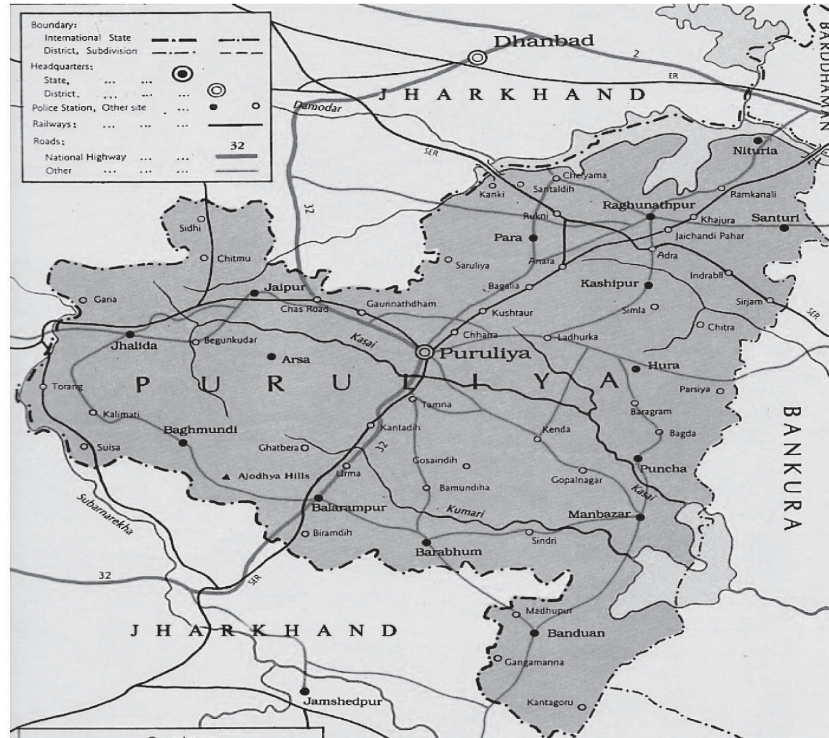 Boundary:
International State
District, Subdivision
Headquarters:
State, ... ...
District, ... ...
Police Station, Other site ...
Railways: ... ... ...
Roads: 32
National Highway ... ...
Other ... ...
Dhanbad
2
ER
BARDDHAMAN
JHARKHAND
Damodar
SER
Nituria
Chelyama
Kanki
Santaldih
Ramkanali
Rukni
Raghunathpur
Khajura
Santuri
Sidhi
32
Para
Jaichandi Pahar
Chitmu
Saruliya
Anara
Adra
Indrabil
Garia
Jaipur
Bagalia
Kashipur
Chas Road
Gaurinathdham
Simla
Sirjam
SER
Kushtaur
Chitra
Jhalida
Begunkudar
Kasai
Chharra
Ladhurka
Arsa
Puruliya
Hura
Torang
PURULIYA
Parsiya
Kalimati
Tamna
Baragram
Baghmundi
Kantadih
Kenda
Bagda
BANKURA
Suisa
Ghatbera
32
Gosaindih
Puncha
Ajodhya Hills
Urma
Bamundiha
Gopalnagar
Kasai
Subarnarekha
Balarampur
Kumari
Manbazar
Biramdih
Barabhum
Sindri
32
SER
Madhupur
JHARKHAND
Banduan
Gangamanna
Jamshedpur
Kantagoru